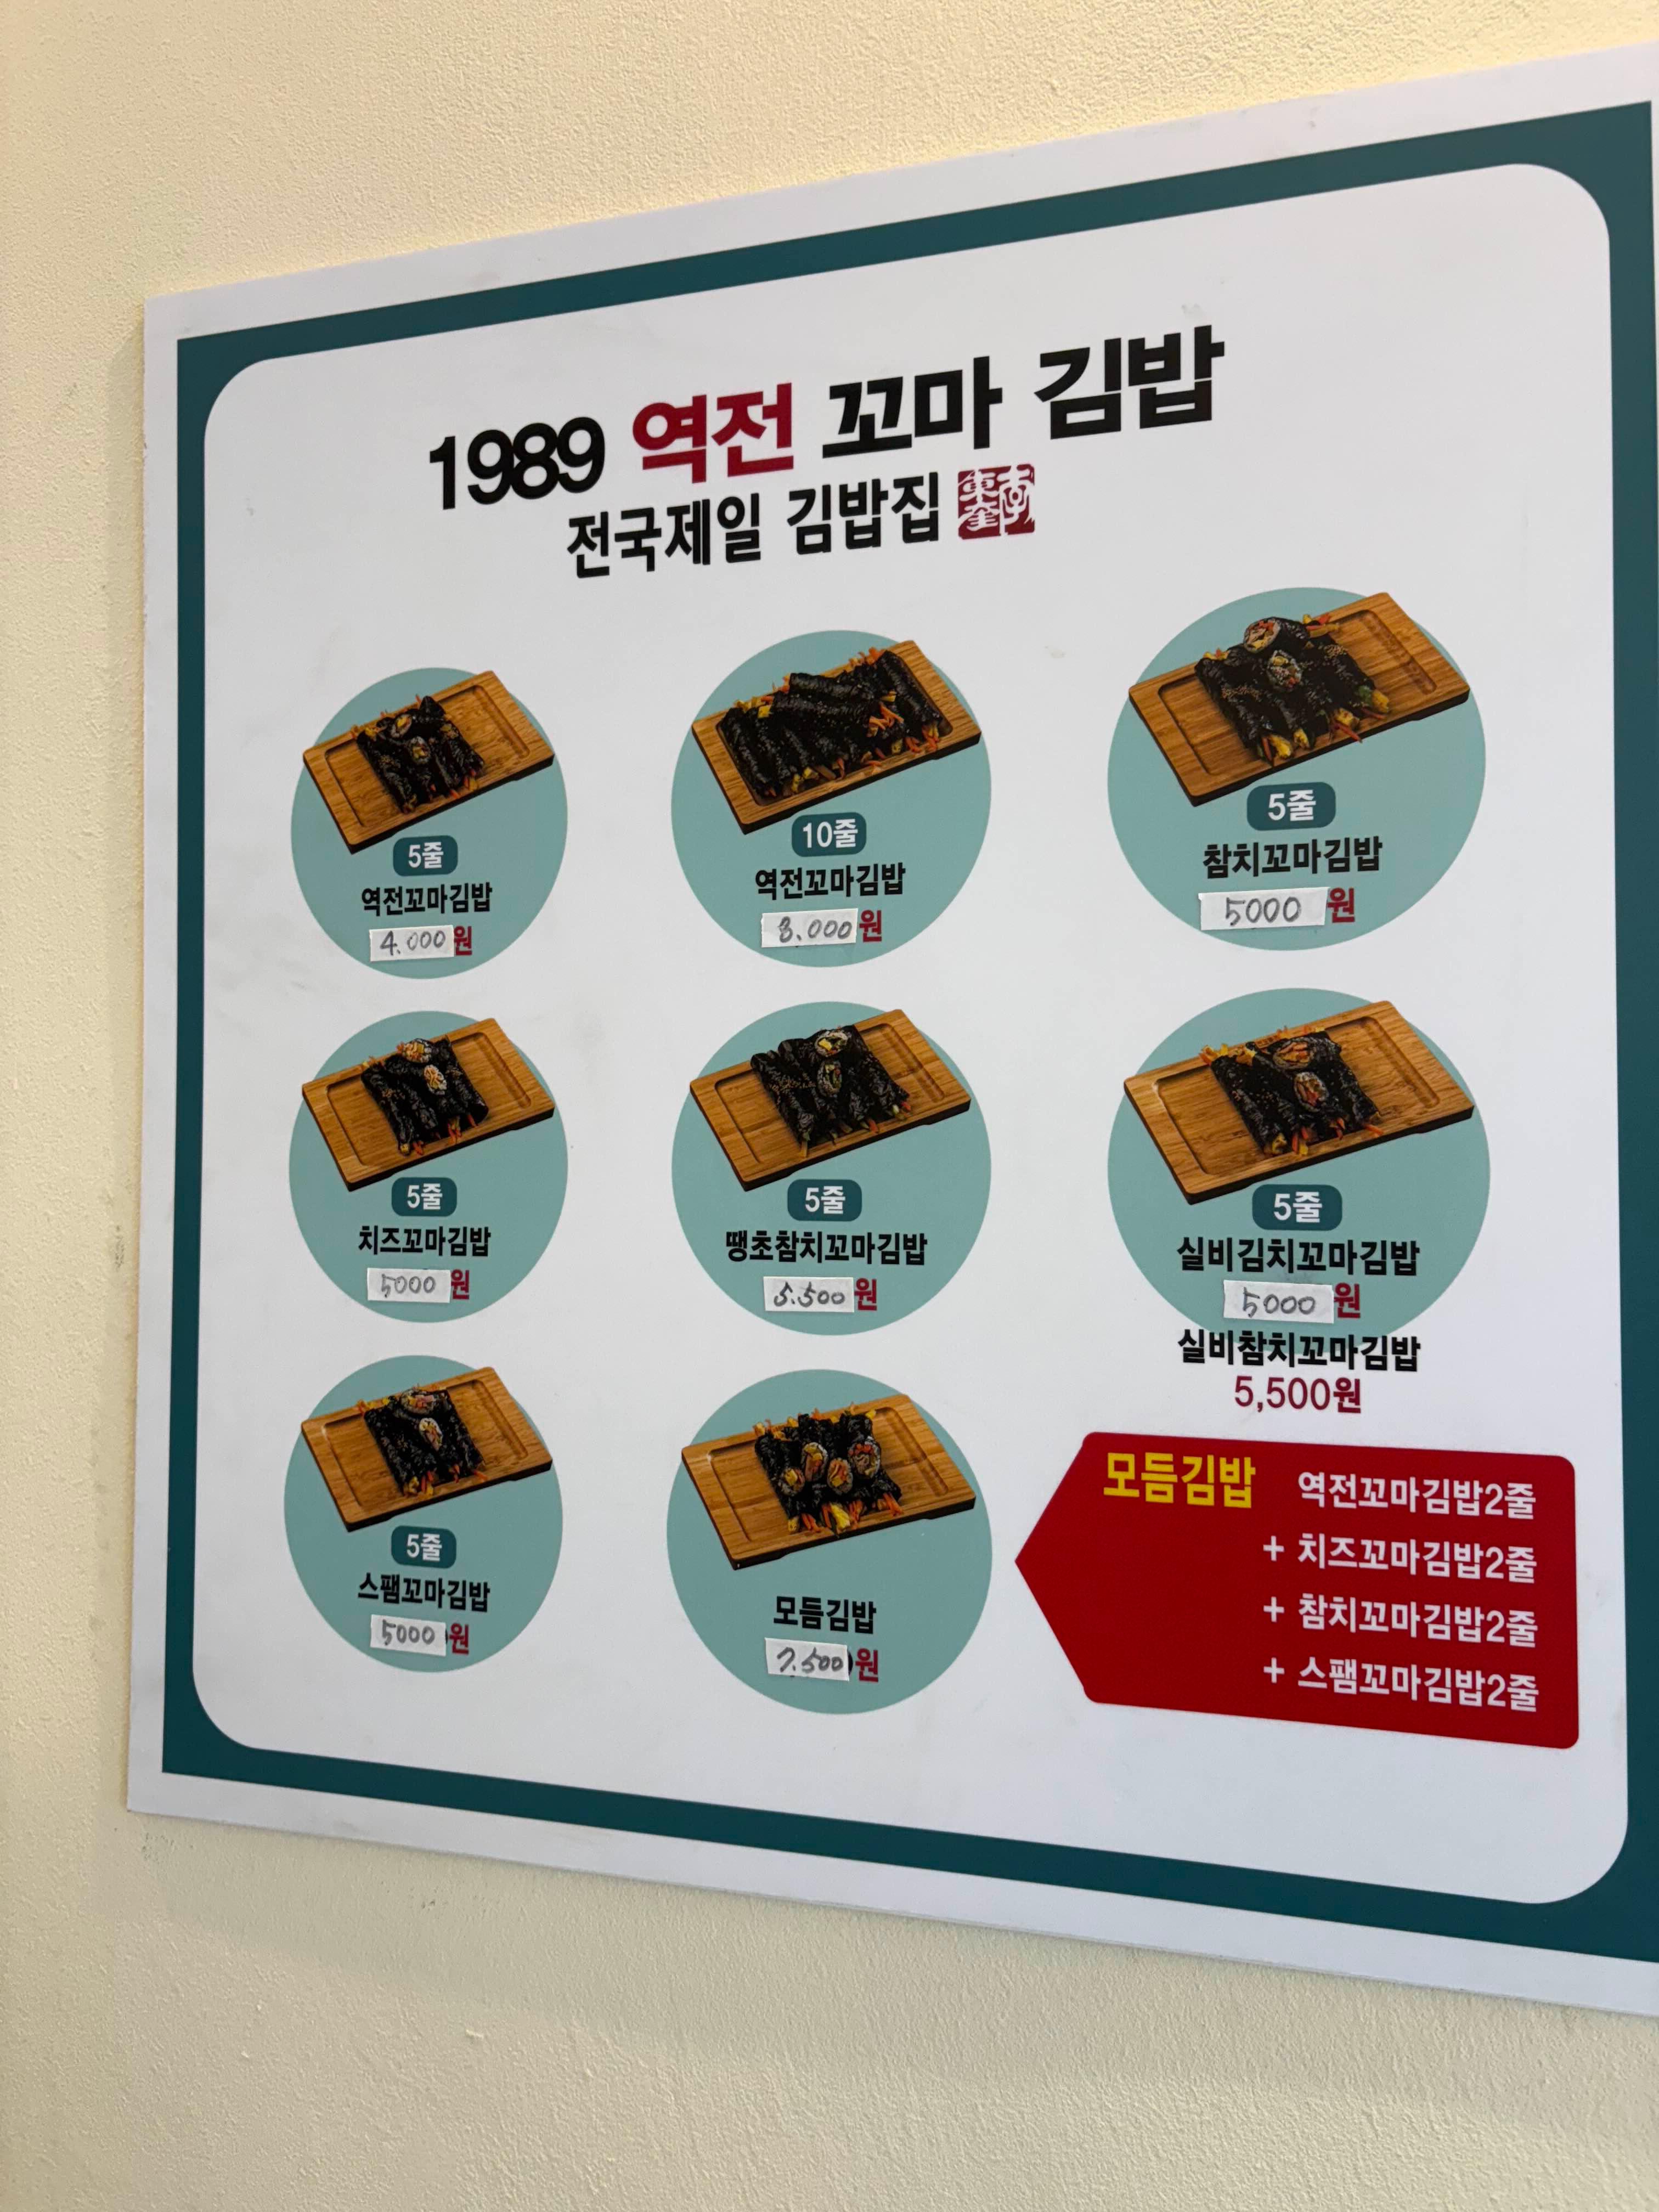 1989 역전 꼬마 김밥
전국제일 김밥집
5줄
역전꼬마김밥
4.000원
10줄
역전꼬마김밥
8.000원
5줄
참치꼬마김밥
5000원
5줄
치즈꼬마김밥
5000원
5줄
땡초참치꼬마김밥
5.500원
5줄
실비김치꼬마김밥
5000원
실비참치꼬마김밥
5,500원
5줄
스팸꼬마김밥
5000원
모듬김밥
7.500원
모듬김밥 역전꼬마김밥2줄
+ 치즈꼬마김밥2줄
+ 참치꼬마김밥2줄
+ 스팸꼬마김밥2줄